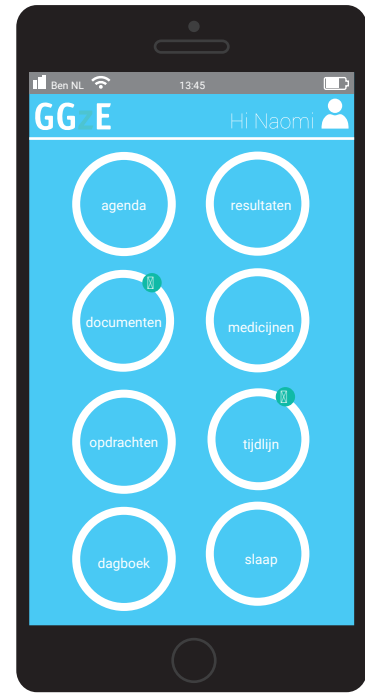 Ben NL 13:45
GGzE Hi Naomi
agenda resultaten
documenten medicijnen
opdrachten tijdlijn
dagboek slaap